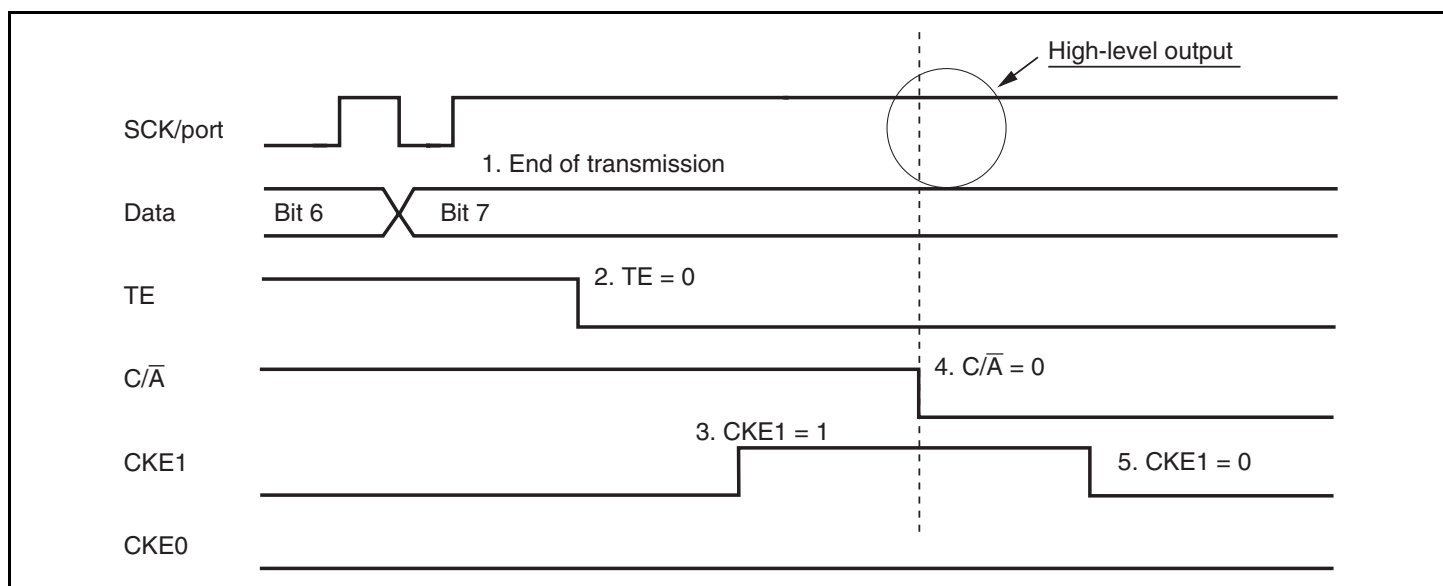 High-level output
SCK/port
1. End of transmission
Data
Bit 6
Bit 7
TE
2. TE = 0
C/A̅
4. C/A̅ = 0
3. CKE1 = 1
CKE1
5. CKE1 = 0
CKE0